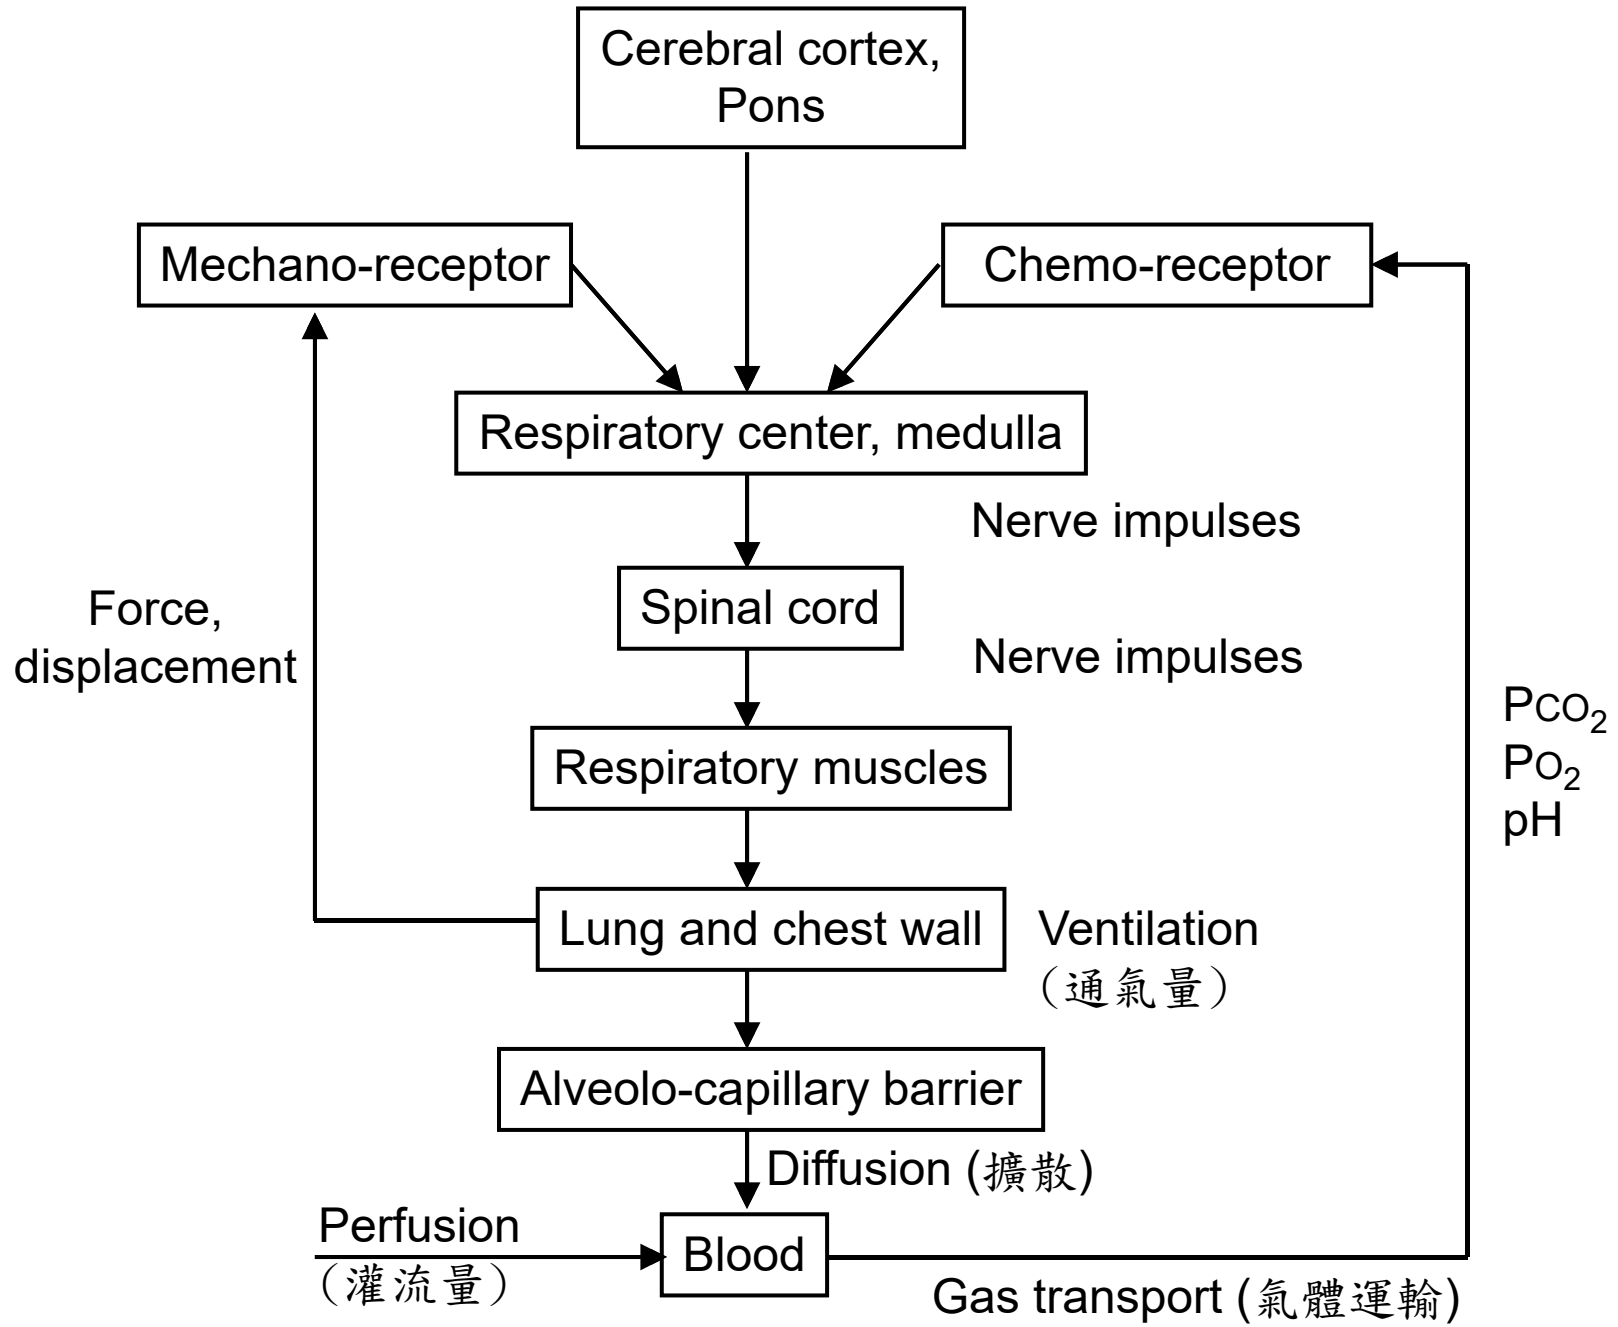 Cerebral cortex,
Pons
Mechano-receptor
Chemo-receptor
Respiratory center, medulla
Nerve impulses
Spinal cord
Force,
displacement
Nerve impulses
PCO₂
PO₂
pH
Respiratory muscles
Lung and chest wall
Ventilation
（通氣量）
Alveolo-capillary barrier
Diffusion (擴散)
Perfusion
（灌流量）
Blood
Gas transport (氣體運輸)